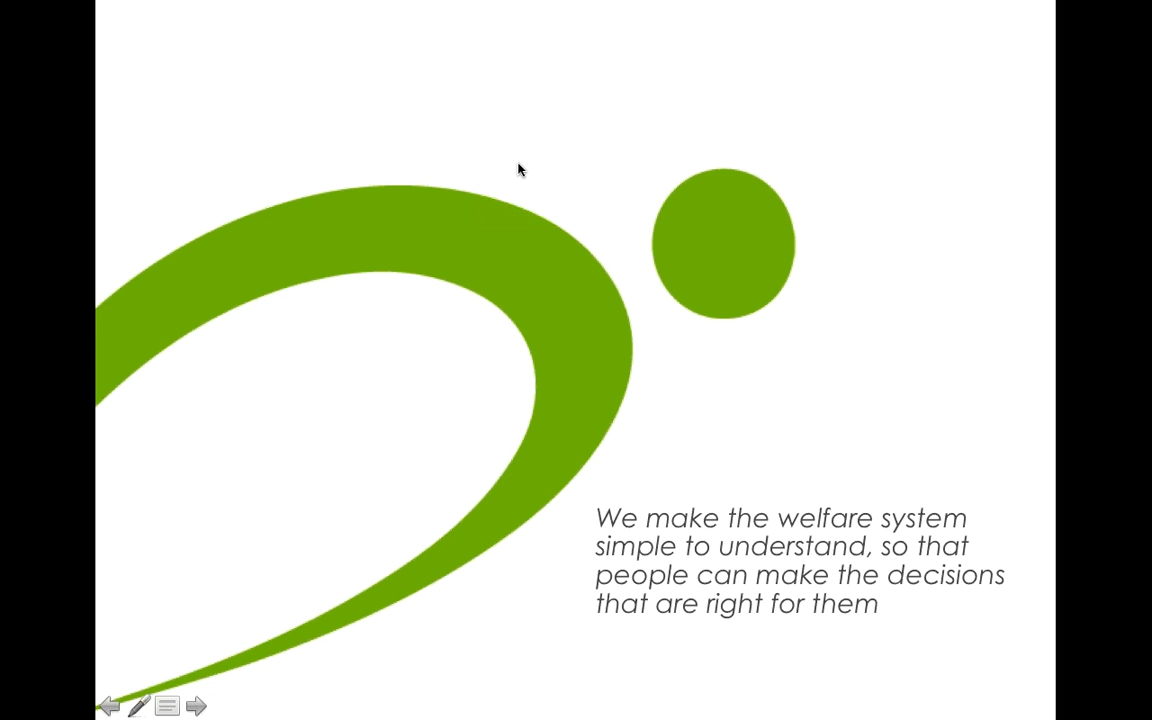 We make the welfare system
simple to understand, so that
people can make the decisions
that are right for them